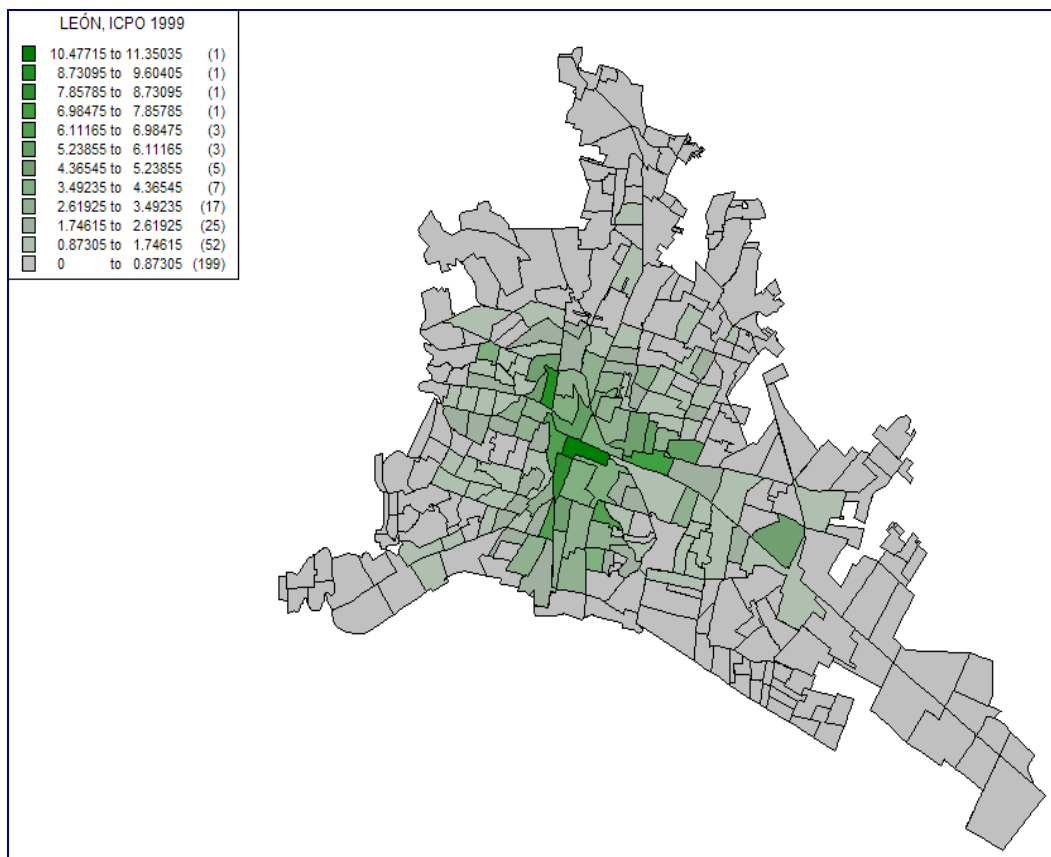 LEÓN, ICPO 1999
10.47715 to 11.35035 (1)
8.73095 to 9.60405 (1)
7.85785 to 8.73095 (1)
6.98475 to 7.85785 (1)
6.11165 to 6.98475 (3)
5.23855 to 6.11165 (3)
4.36545 to 5.23855 (5)
3.49235 to 4.36545 (7)
2.61925 to 3.49235 (17)
1.74615 to 2.61925 (25)
0.87305 to 1.74615 (52)
0 to 0.87305 (199)